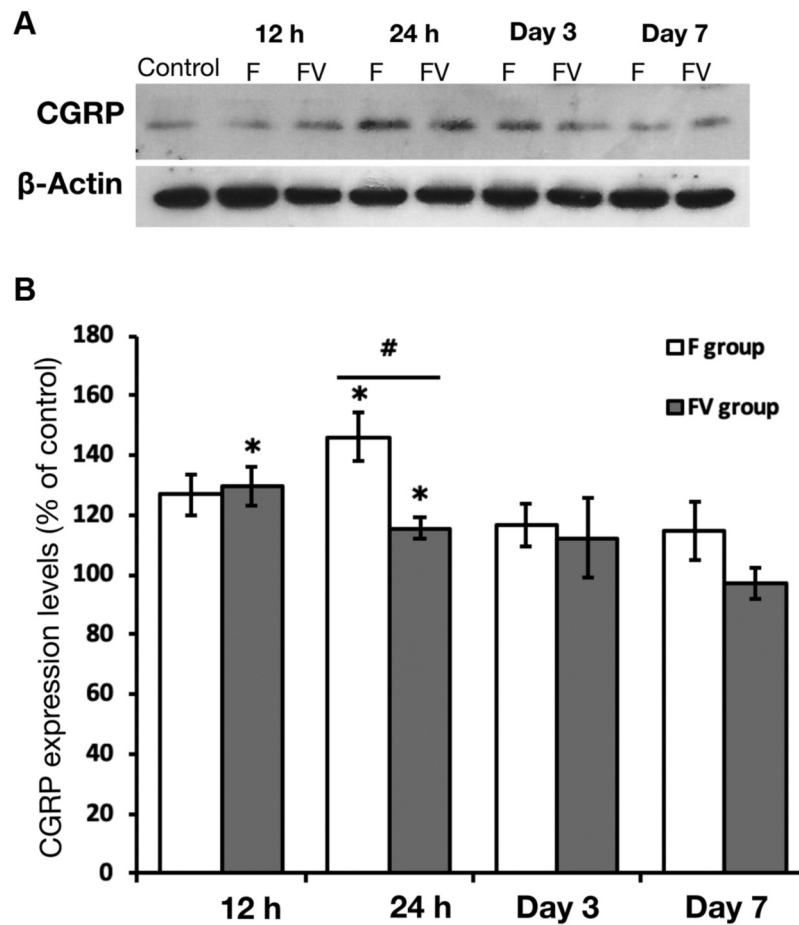 A
12 h 24 h Day 3 Day 7
Control F FV F FV F FV F FV
CGRP
β-Actin
B
CGRP expression levels (% of control)
180
160
140
120
100
80
60
40
20
0
#
*
*
*
F group
FV group
12 h 24 h Day 3 Day 7